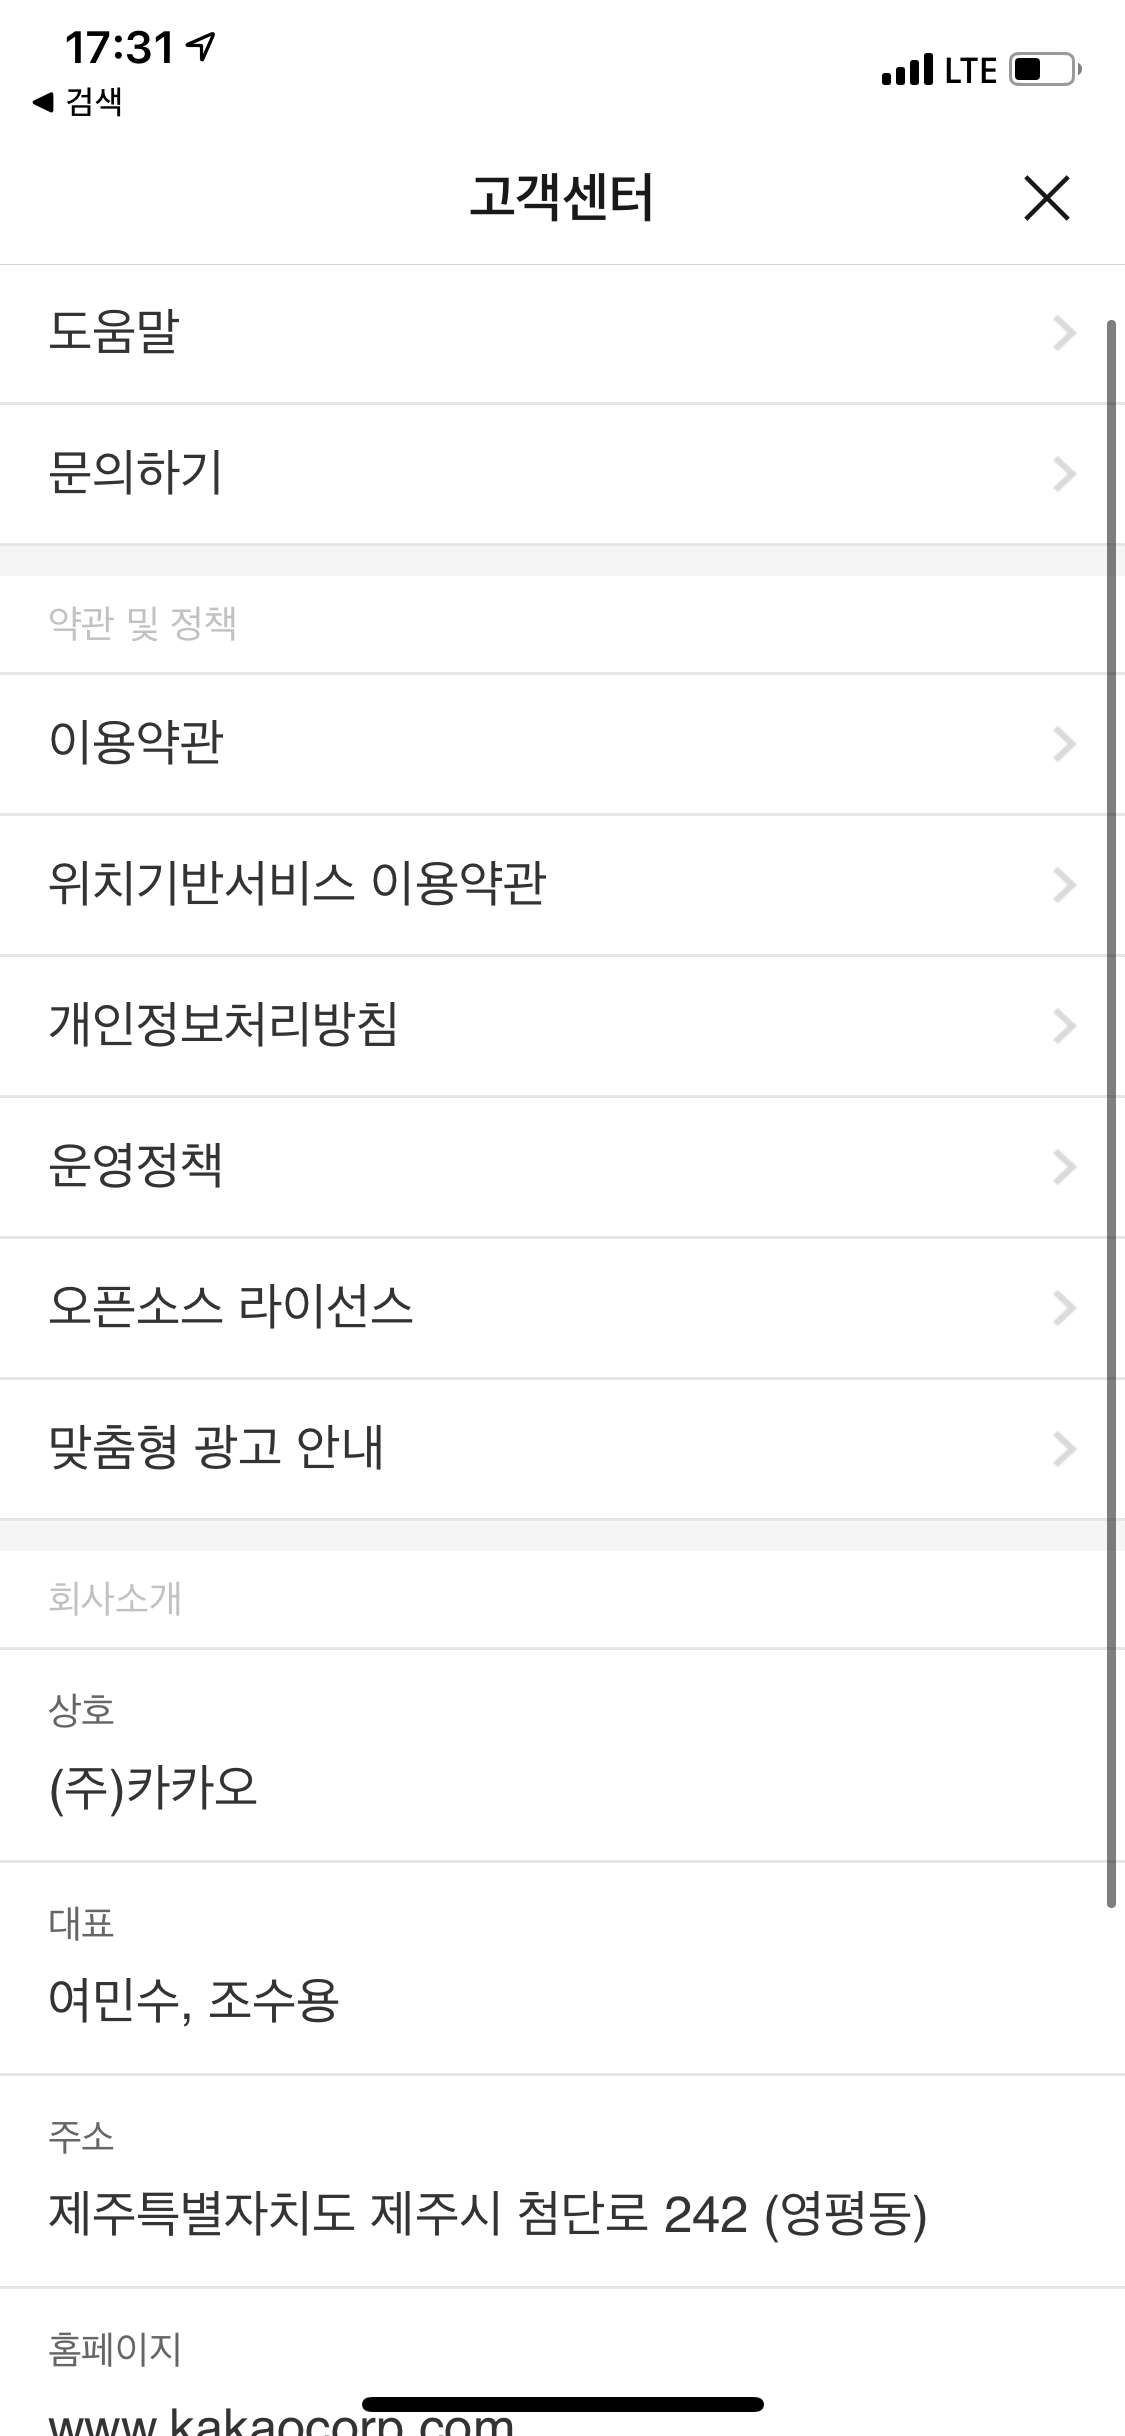 17:31
LTE
◀ 검색
고객센터
도움말
문의하기
약관 및 정책
이용약관
위치기반서비스 이용약관
개인정보처리방침
운영정책
오픈소스 라이선스
맞춤형 광고 안내
회사소개
상호
(주)카카오
대표
여민수, 조수용
주소
제주특별자치도 제주시 첨단로 242 (영평동)
홈페이지
www.kakaocorp.com